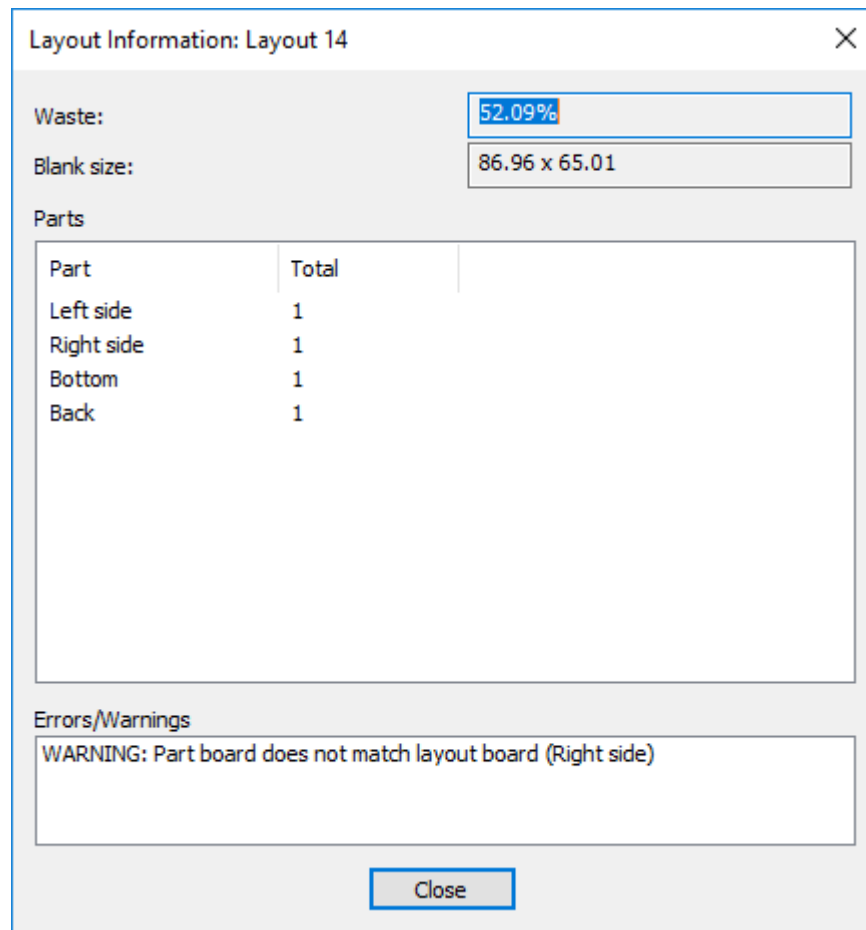 Layout Information: Layout 14
Waste: 52.09%
Blank size: 86.96 x 65.01
Parts
Part Total
Left side 1
Right side 1
Bottom 1
Back 1
Errors/Warnings
WARNING: Part board does not match layout board (Right side)
Close